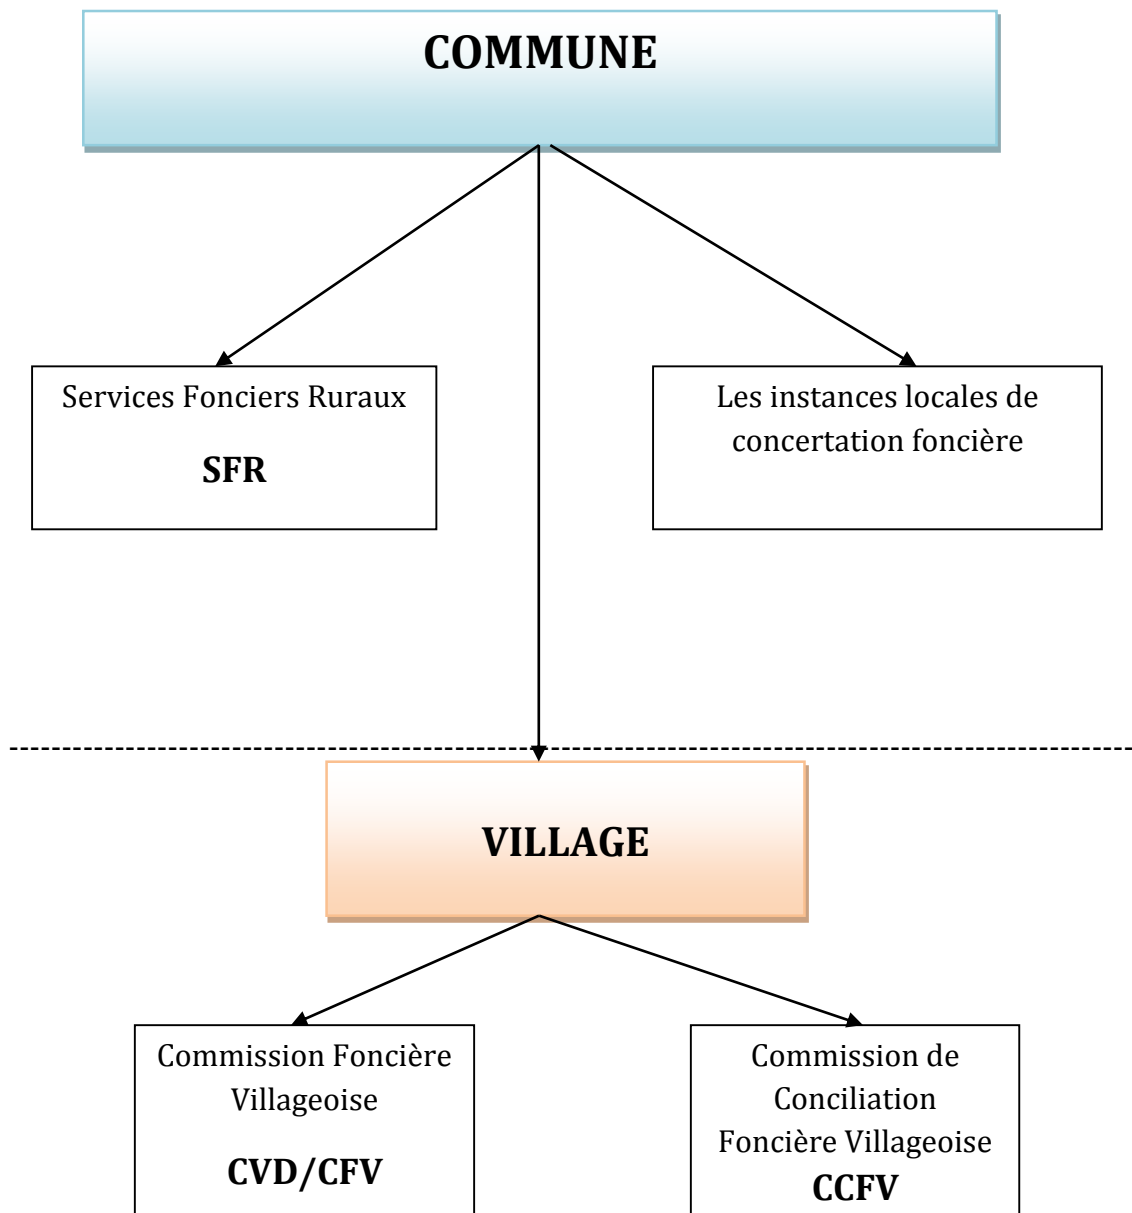 COMMUNE
Services Fonciers Ruraux
SFR
Les instances locales de
concertation foncière
VILLAGE
Commission Foncière
Villageoise
CVD/CFV
Commission de
Conciliation
Foncière Villageoise
CCFV